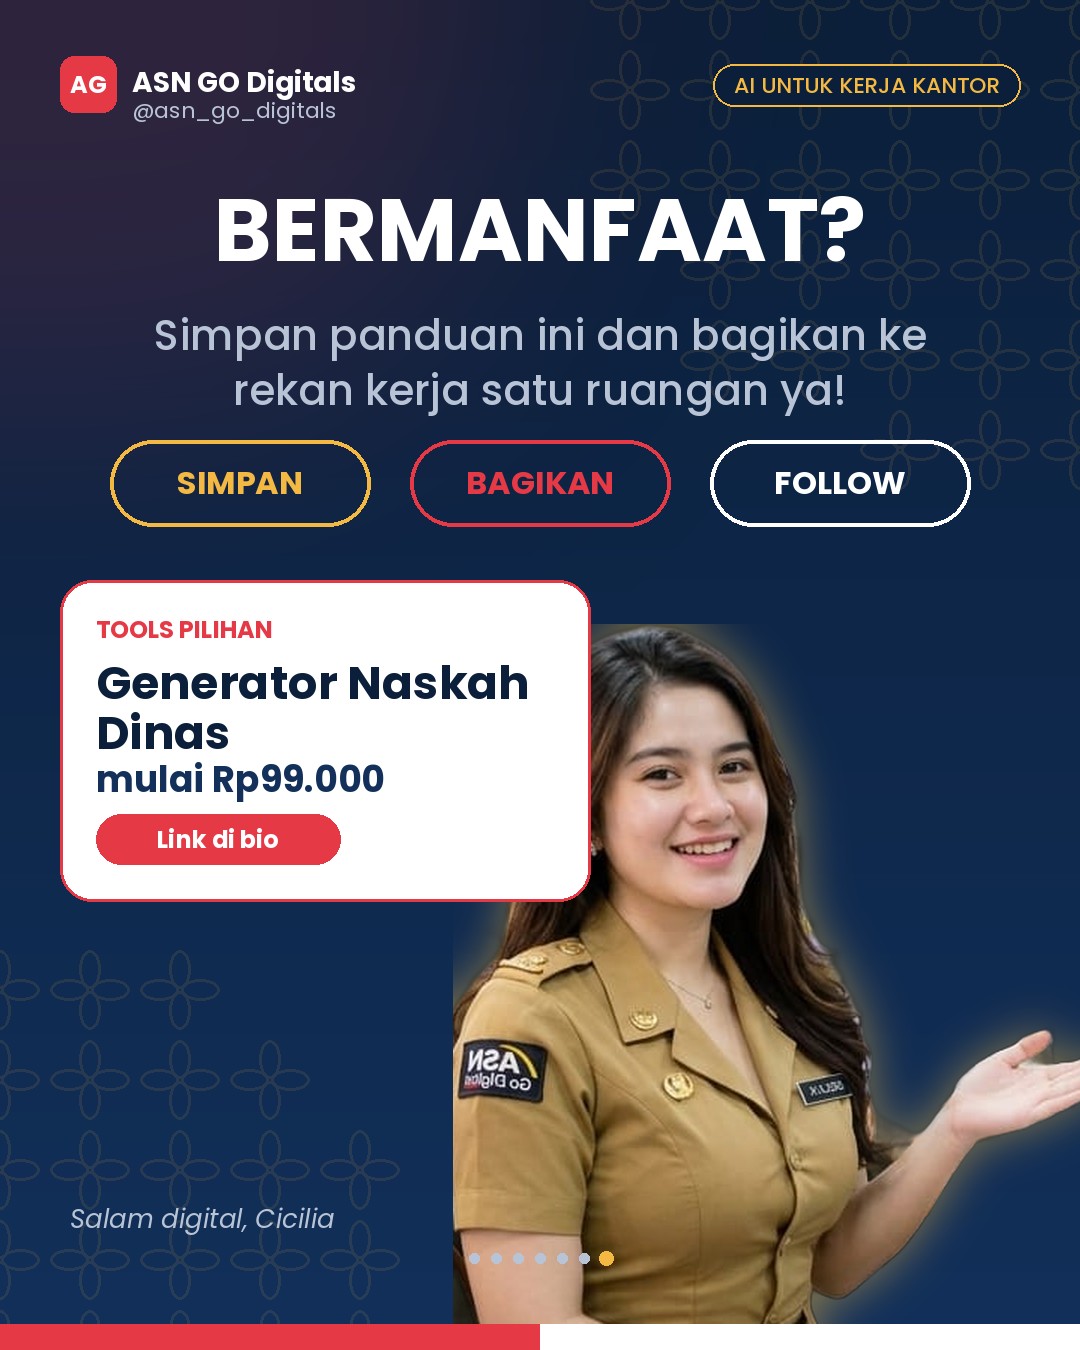 AG
ASN GO Digitals
@asn_go_digitals
AI UNTUK KERJA KANTOR
BERMANFAAT?
Simpan panduan ini dan bagikan ke
rekan kerja satu ruangan ya!
SIMPAN
BAGIKAN
FOLLOW
TOOLS PILIHAN
Generator Naskah
Dinas
mulai Rp99.000
Link di bio
ASN
Salam digital, Cicilia